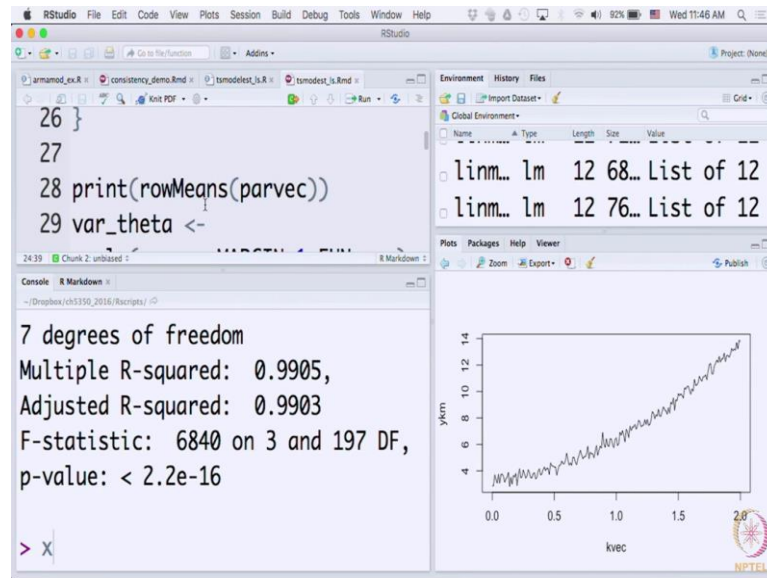 RStudio File Edit Code View Plots Session Build Debug Tools Window Help 92% Wed 11:46 AM
RStudio
Go to file/function Addins
Project: (None
armamod_ex.R consistency_demo.Rmd tsmodelest_ls.R tsmodest_ls.Rmd
Knit PDF Run
26 }
27
28 print(rowMeans(parvec))
29 var_theta <-
24:39 Chunk 2: unbiased R Markdown
Console R Markdown
~/Dropbox/ch5350_2016/Rscripts/
7 degrees of freedom
Multiple R-squared: 0.9905,
Adjusted R-squared: 0.9903
F-statistic: 6840 on 3 and 197 DF,
p-value: < 2.2e-16
> X
Environment History Files
Import Dataset Grid
Global Environment
Name Type Length Size Value
linm… lm 12 68… List of 12
linm… lm 12 76… List of 12
Plots Packages Help Viewer
Zoom Export Publish
ykm
14
12
10
8
6
4
0.0 0.5 1.0 1.5 2.0
kvec
NPTEL